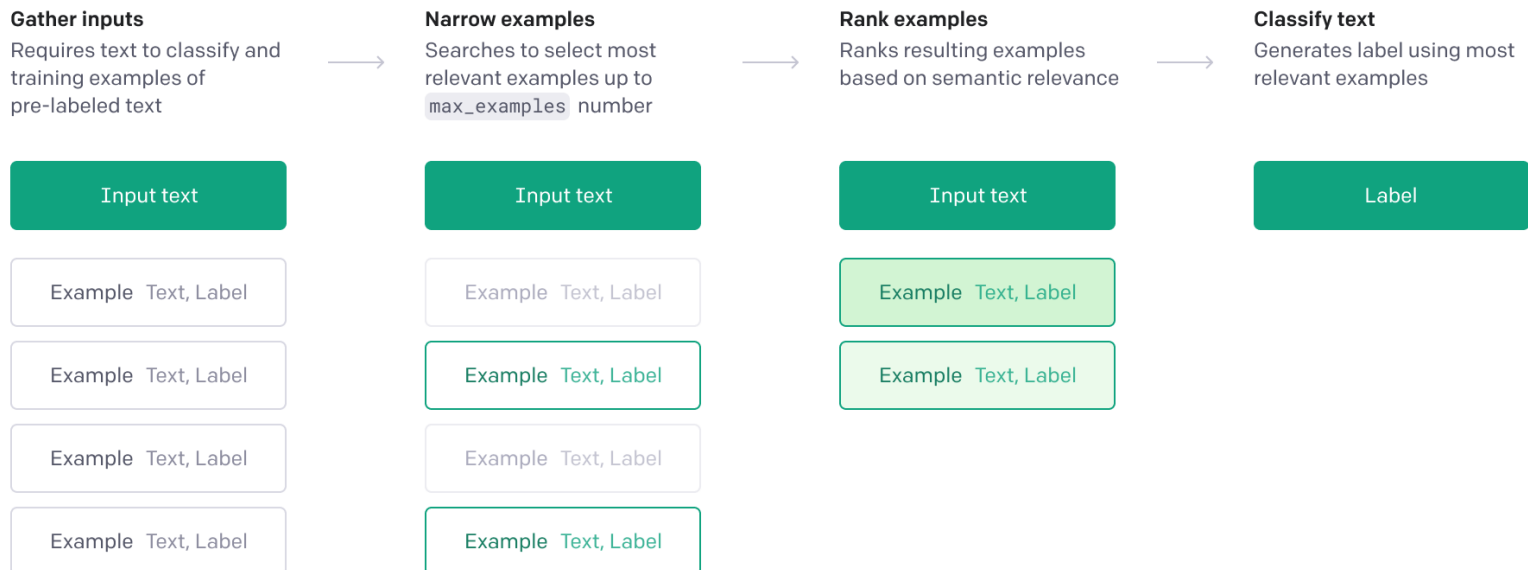 Gather inputs
Requires text to classify and
training examples of
pre-labeled text
Input text
Example Text, Label
Example Text, Label
Example Text, Label
Example Text, Label
Narrow examples
Searches to select most
relevant examples up to
max_examples number
Input text
Example Text, Label
Example Text, Label
Example Text, Label
Example Text, Label
Rank examples
Ranks resulting examples
based on semantic relevance
Input text
Example Text, Label
Example Text, Label
Classify text
Generates label using most
relevant examples
Label